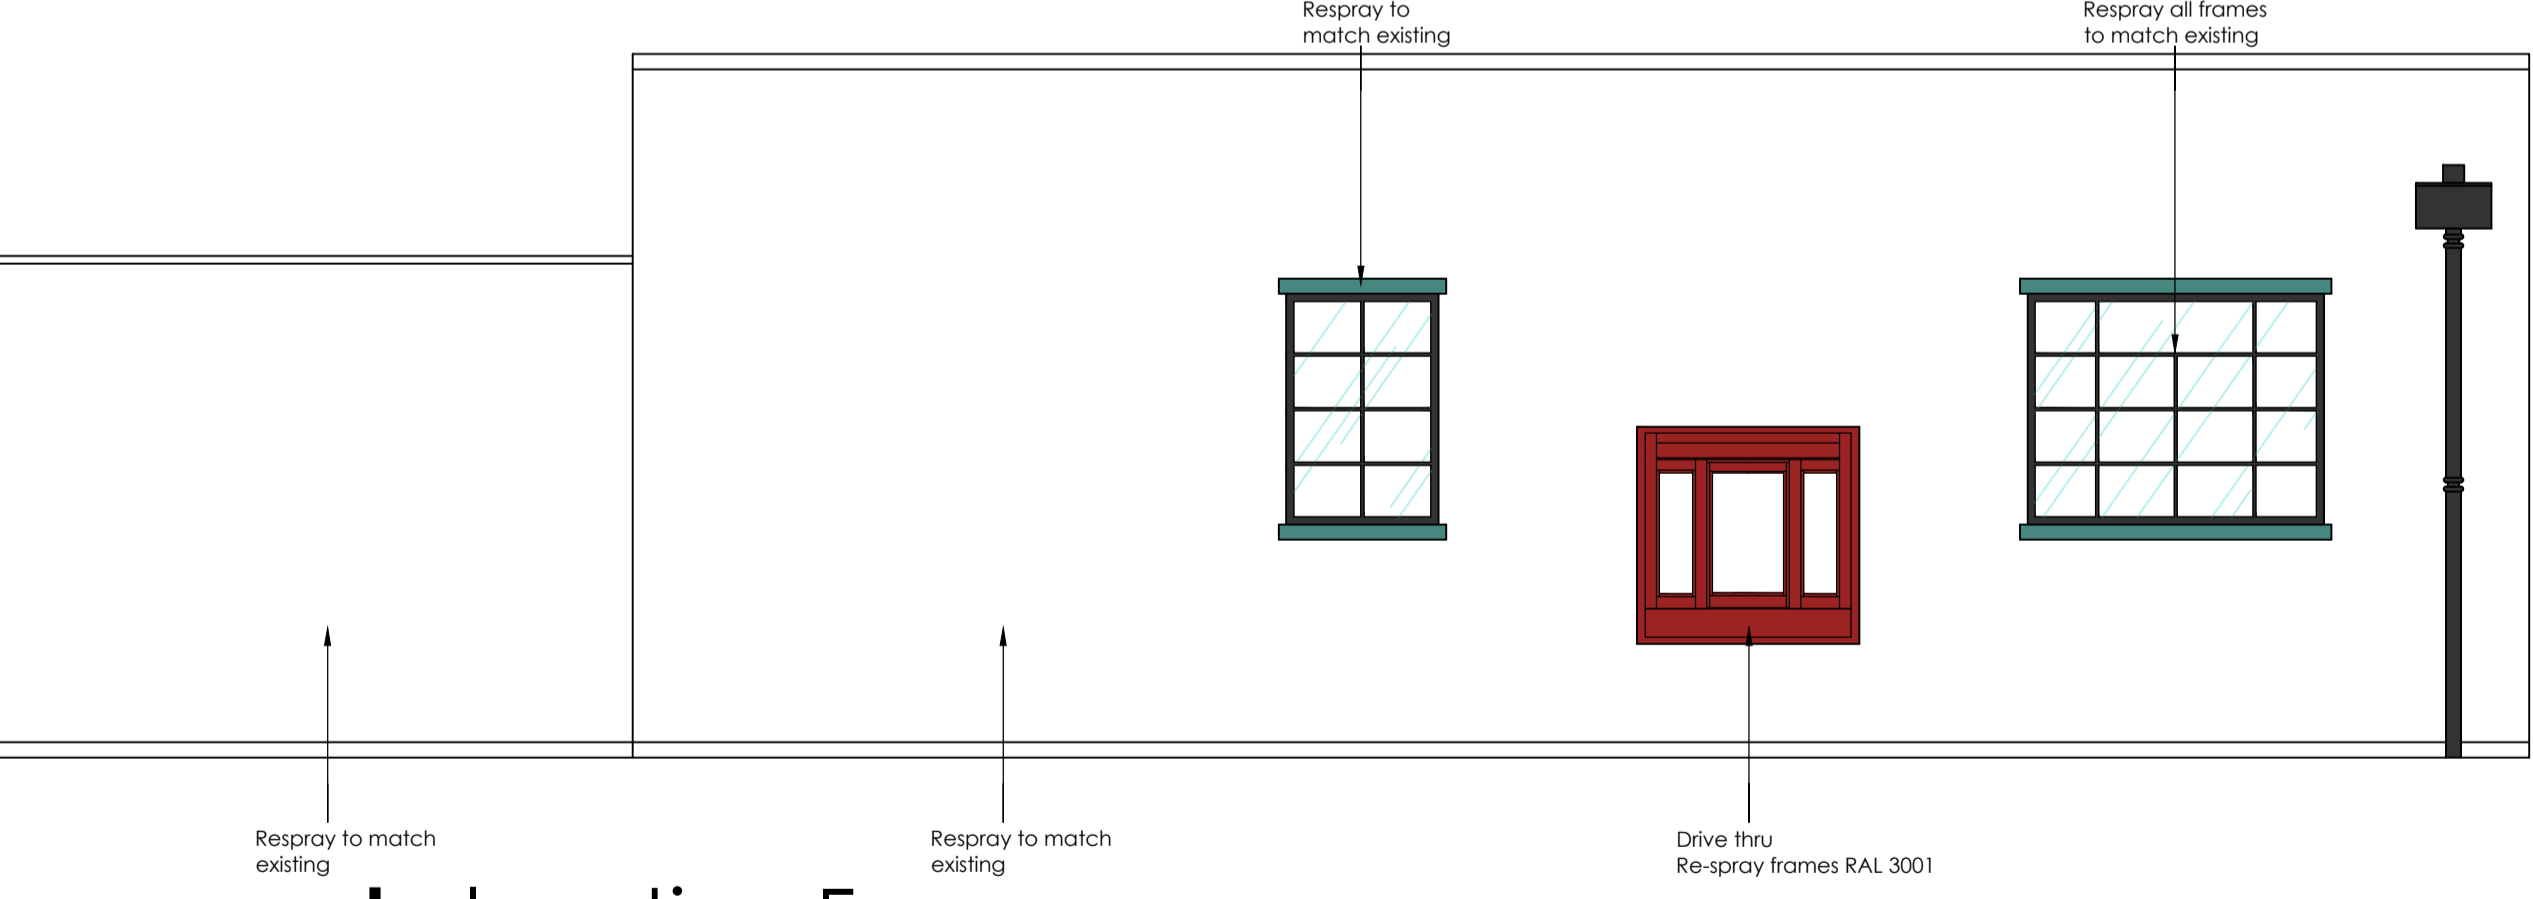 Respray to
match existing
Respray all frames
to match existing
Respray to match
existing
Respray to match
existing
Drive thru
Re-spray frames RAL 3001